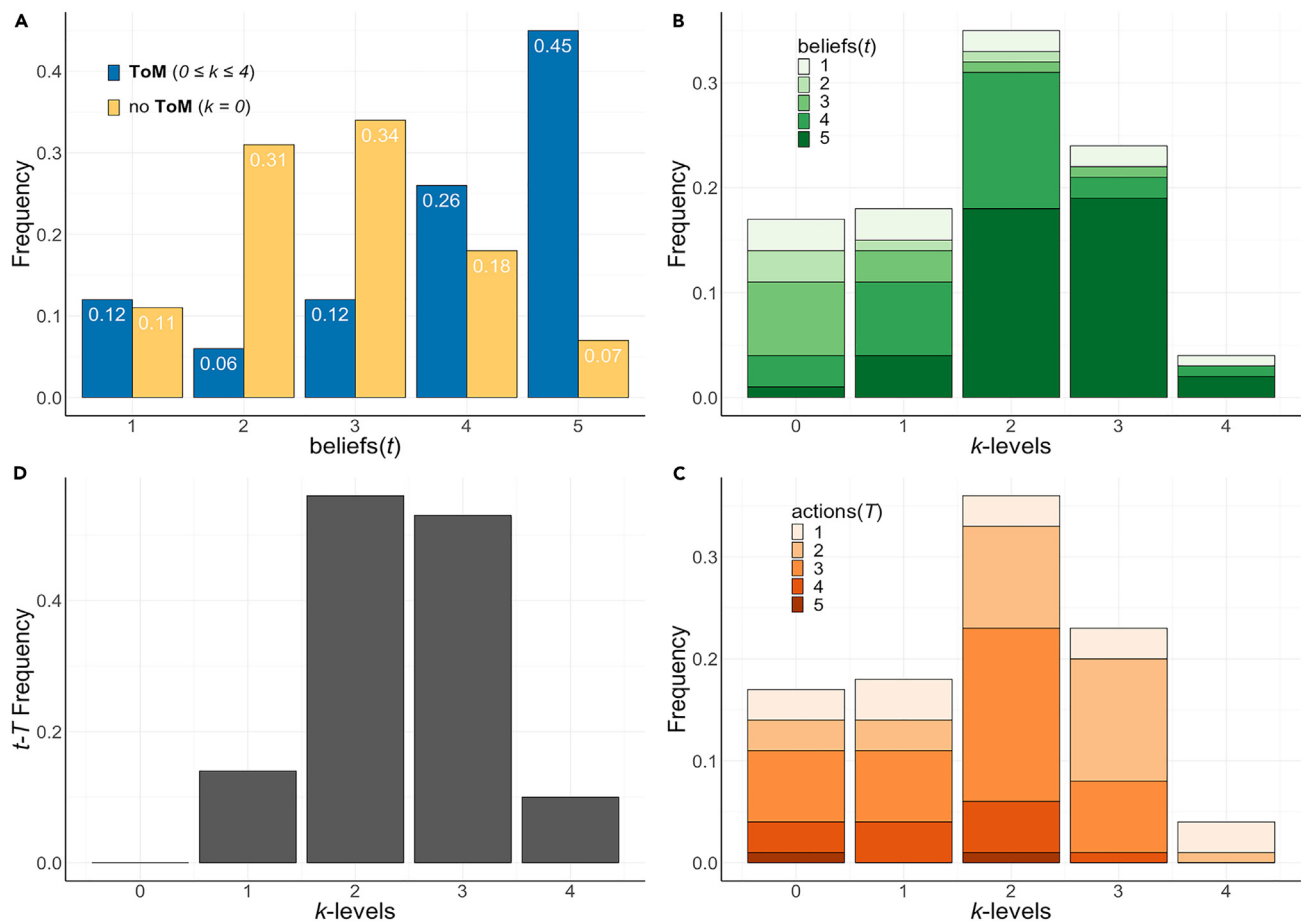 A
ToM (0 ≤ k ≤ 4)
no ToM (k = 0)
Frequency
0.4
0.3
0.2
0.1
0.0
0.12
0.11
0.06
0.31
0.12
0.34
0.26
0.18
0.45
0.07
1 2 3 4 5
beliefs(t)
B
beliefs(t)
1
2
3
4
5
Frequency
0.3
0.2
0.1
0.0
0 1 2 3 4
k-levels
D
t-T Frequency
0.4
0.2
0.0
0 1 2 3 4
k-levels
C
actions(T)
1
2
3
4
5
Frequency
0.3
0.2
0.1
0.0
0 1 2 3 4
k-levels